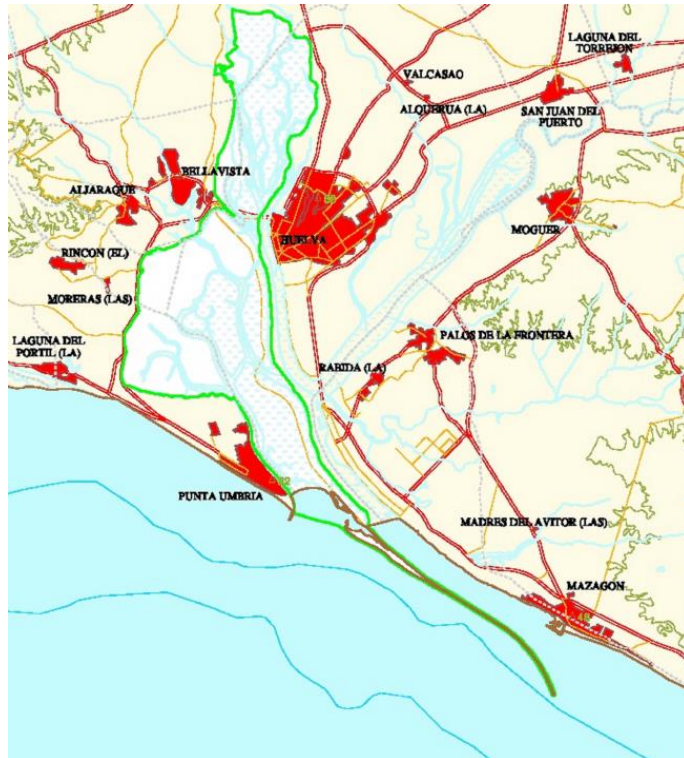 LAGUNA DEL
TORREJON
VALCASAO
ALQUERUA (LA)
SAN JUAN DEL
PUERTO
BELLAVISTA
ALJARAQUE
MOGUER
HUELVA
RINCON (EL)
MORERAS (LAS)
LAGUNA DEL
PORTIL (LA)
PALOS DE LA FRONTERA
RABIDA (LA)
PUNTA UMBRIA
MADRES DEL AVITOR (LAS)
MAZAGON